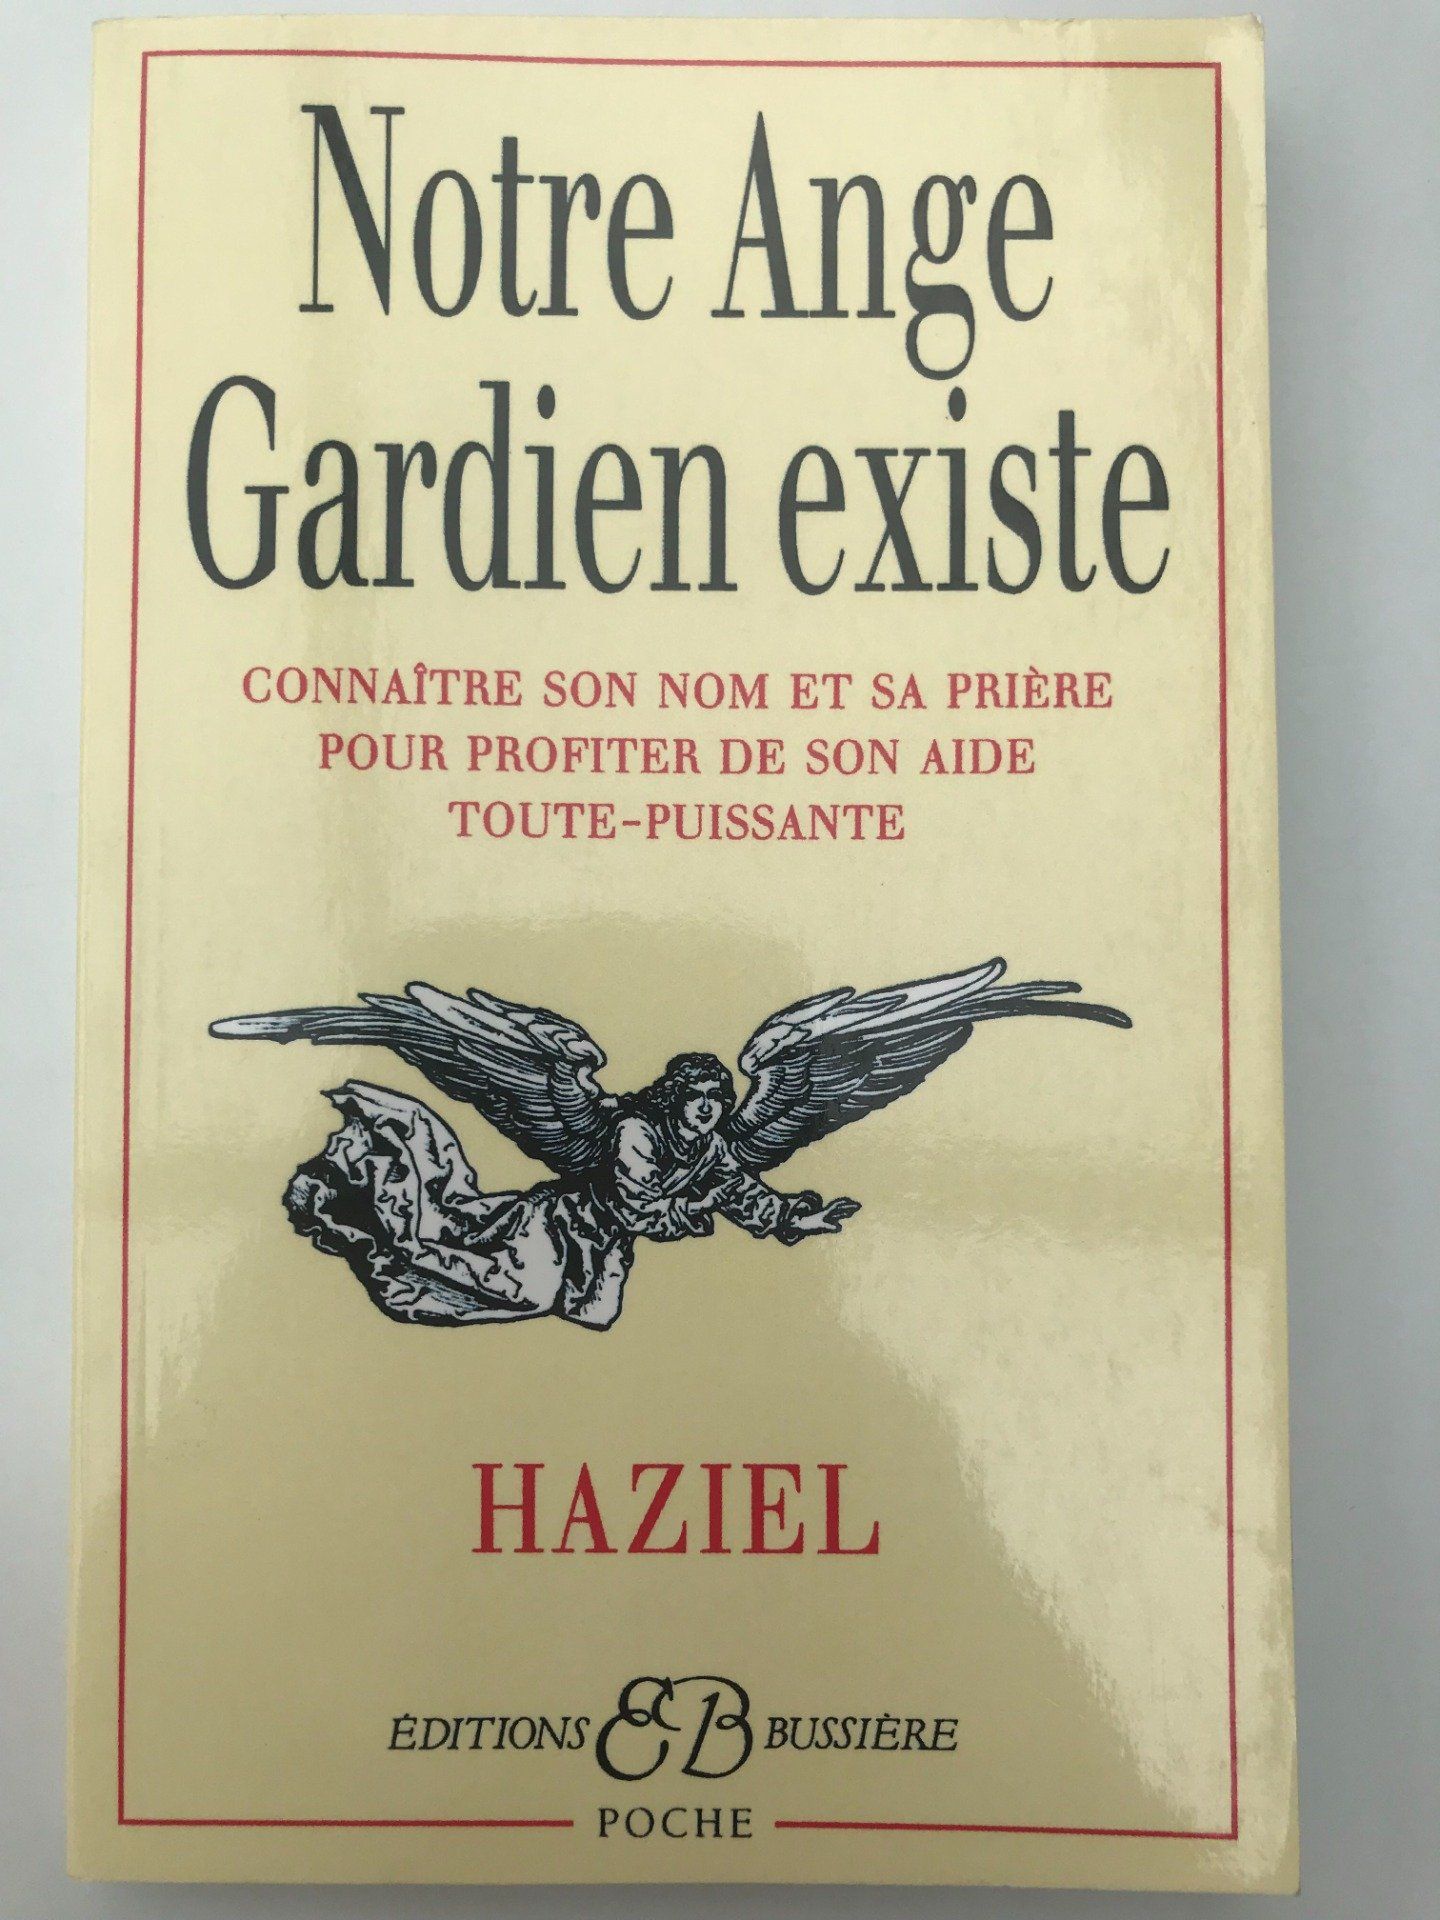 Notre Ange
Gardien existe
CONNAÎTRE SON NOM ET SA PRIÈRE
POUR PROFITER DE SON AIDE
TOUTE-PUISSANTE
HAZIEL
ÉDITIONS EB BUSSIÈRE
POCHE